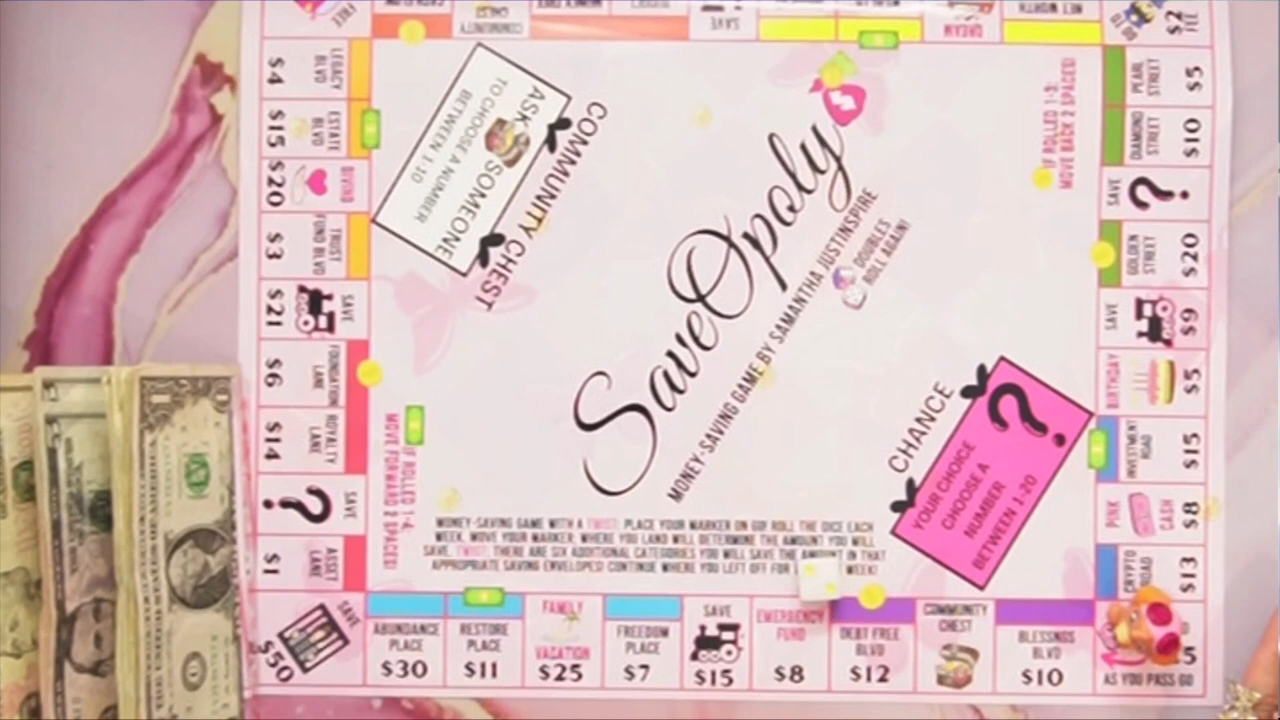 FREE
COMMUNITY
CHEST
SAVE
DREAM
NET WORTH
GO
$2
FEE
$4
LEGACY
BLVD
$15
ESTATE
BLVD
$20
GIVING
$3
TRUST
FUND BLVD
$21
SAVE
$6
FOUNDATION
LANE
$14
ROYALTY
LANE
SAVE
$1
ASSET
LANE
ASK SOMEONE
TO CHOOSE A NUMBER
BETWEEN 1-10
COMMUNITY CHEST
SaveOpoly
MONEY-SAVING GAME BY SAMANTHA JUSTINSPIRE
DOUBLES
ROLL AGAIN!
IF ROLLED 1-3:
MOVE BACK 2 SPACES!
IF ROLLED 1-4:
MOVE FORWARD 2 SPACES!
CHANCE
?
YOUR CHOICE
CHOOSE A
NUMBER
BETWEEN 1-20
MONEY-SAVING GAME WITH A TWIST: PLACE YOUR MARKER ON GO! ROLL THE DICE EACH
WEEK. MOVE YOUR MARKER. WHERE YOU LAND WILL DETERMINE THE AMOUNT YOU WILL
SAVE. TWIST: THERE ARE SIX ADDITIONAL CATEGORIES YOU WILL SAVE THE AMOUNT IN THAT
APPROPRIATE SAVING ENVELOPE! CONTINUE WHERE YOU LEFT OFF FOR WEEK!
PEARL
STREET
$5
DIAMOND
STREET
$10
SAVE
?
GOLDEN
STREET
$20
SAVE
$9
BIRTHDAY
$5
INVESTMENT
ROAD
$15
PINK
CASH
$8
CRYPTO
ROAD
$13
SAVE
$50
ABUNDANCE
PLACE
$30
RESTORE
PLACE
$11
FAMILY
VACATION
$25
FREEDOM
PLACE
$7
SAVE
$15
EMERGENCY
FUND
$8
DEBT FREE
BLVD
$12
COMMUNITY
CHEST
BLESSNGS
BLVD
$10
5
AS YOU PASS GO